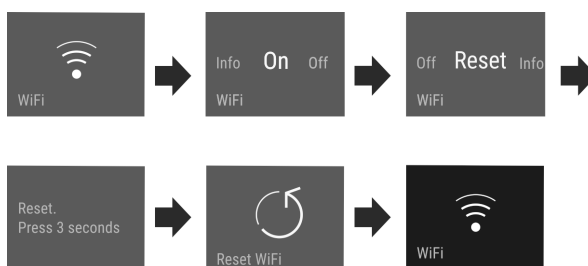 WiFi
Info On Off
WiFi
Off Reset Info
WiFi
Reset.
Press 3 seconds
Reset WiFi
WiFi